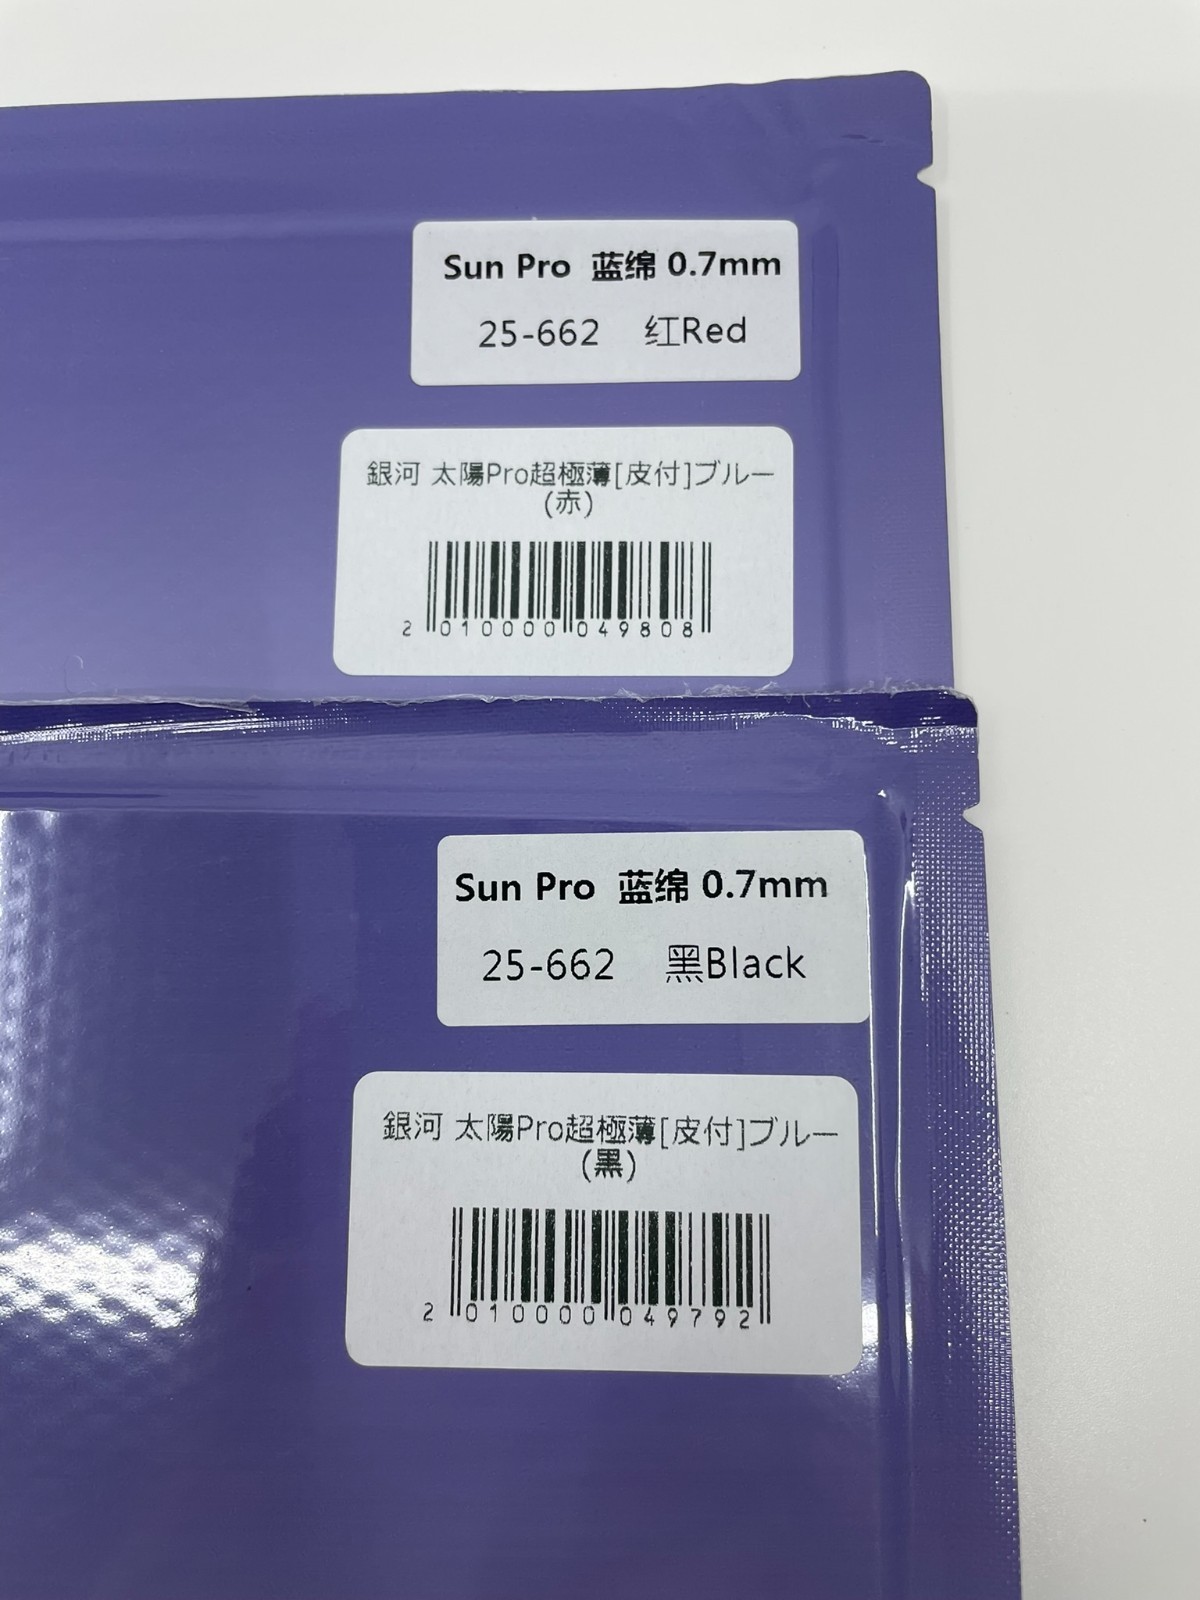 Sun Pro 蓝绵 0.7mm
25-662 红Red
銀河 太陽Pro超極薄[皮付]ブルー
(赤)
2 010000 049808
Sun Pro 蓝绵 0.7mm
25-662 黑Black
銀河 太陽Pro超極薄[皮付]ブルー
(黒)
2 010000 049792